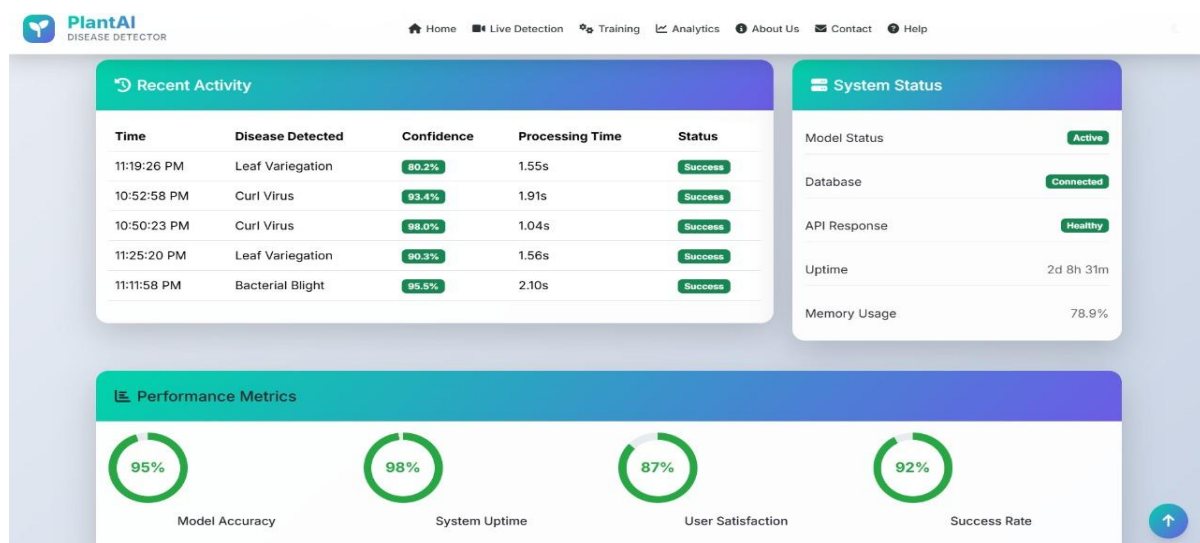 PlantAI
DISEASE DETECTOR
Home Live Detection Training Analytics About Us Contact Help
Recent Activity
Time Disease Detected Confidence Processing Time Status
11:19:26 PM Leaf Variegation 80.2% 1.55s Success
10:52:58 PM Curl Virus 93.4% 1.91s Success
10:50:23 PM Curl Virus 98.0% 1.04s Success
11:25:20 PM Leaf Variegation 90.3% 1.56s Success
11:11:58 PM Bacterial Blight 95.5% 2.10s Success
System Status
Model Status Active
Database Connected
API Response Healthy
Uptime 2d 8h 31m
Memory Usage 78.9%
Performance Metrics
95% 98% 87% 92%
Model Accuracy System Uptime User Satisfaction Success Rate